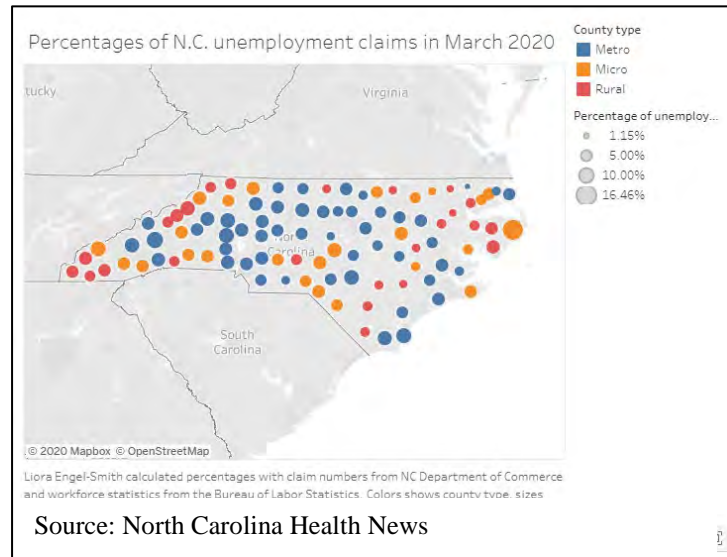 Percentages of N.C. unemployment claims in March 2020
County type
Metro
Micro
Rural
Percentage of unemploy...
1.15%
5.00%
10.00%
16.46%
tucky
Virginia
North
Carolina
South
Carolina
© 2020 Mapbox © OpenStreetMap
Liora Engel-Smith calculated percentages with claim numbers from NC Department of Commerce
and workforce statistics from the Bureau of Labor Statistics. Colors shows county type, sizes
Source: North Carolina Health News